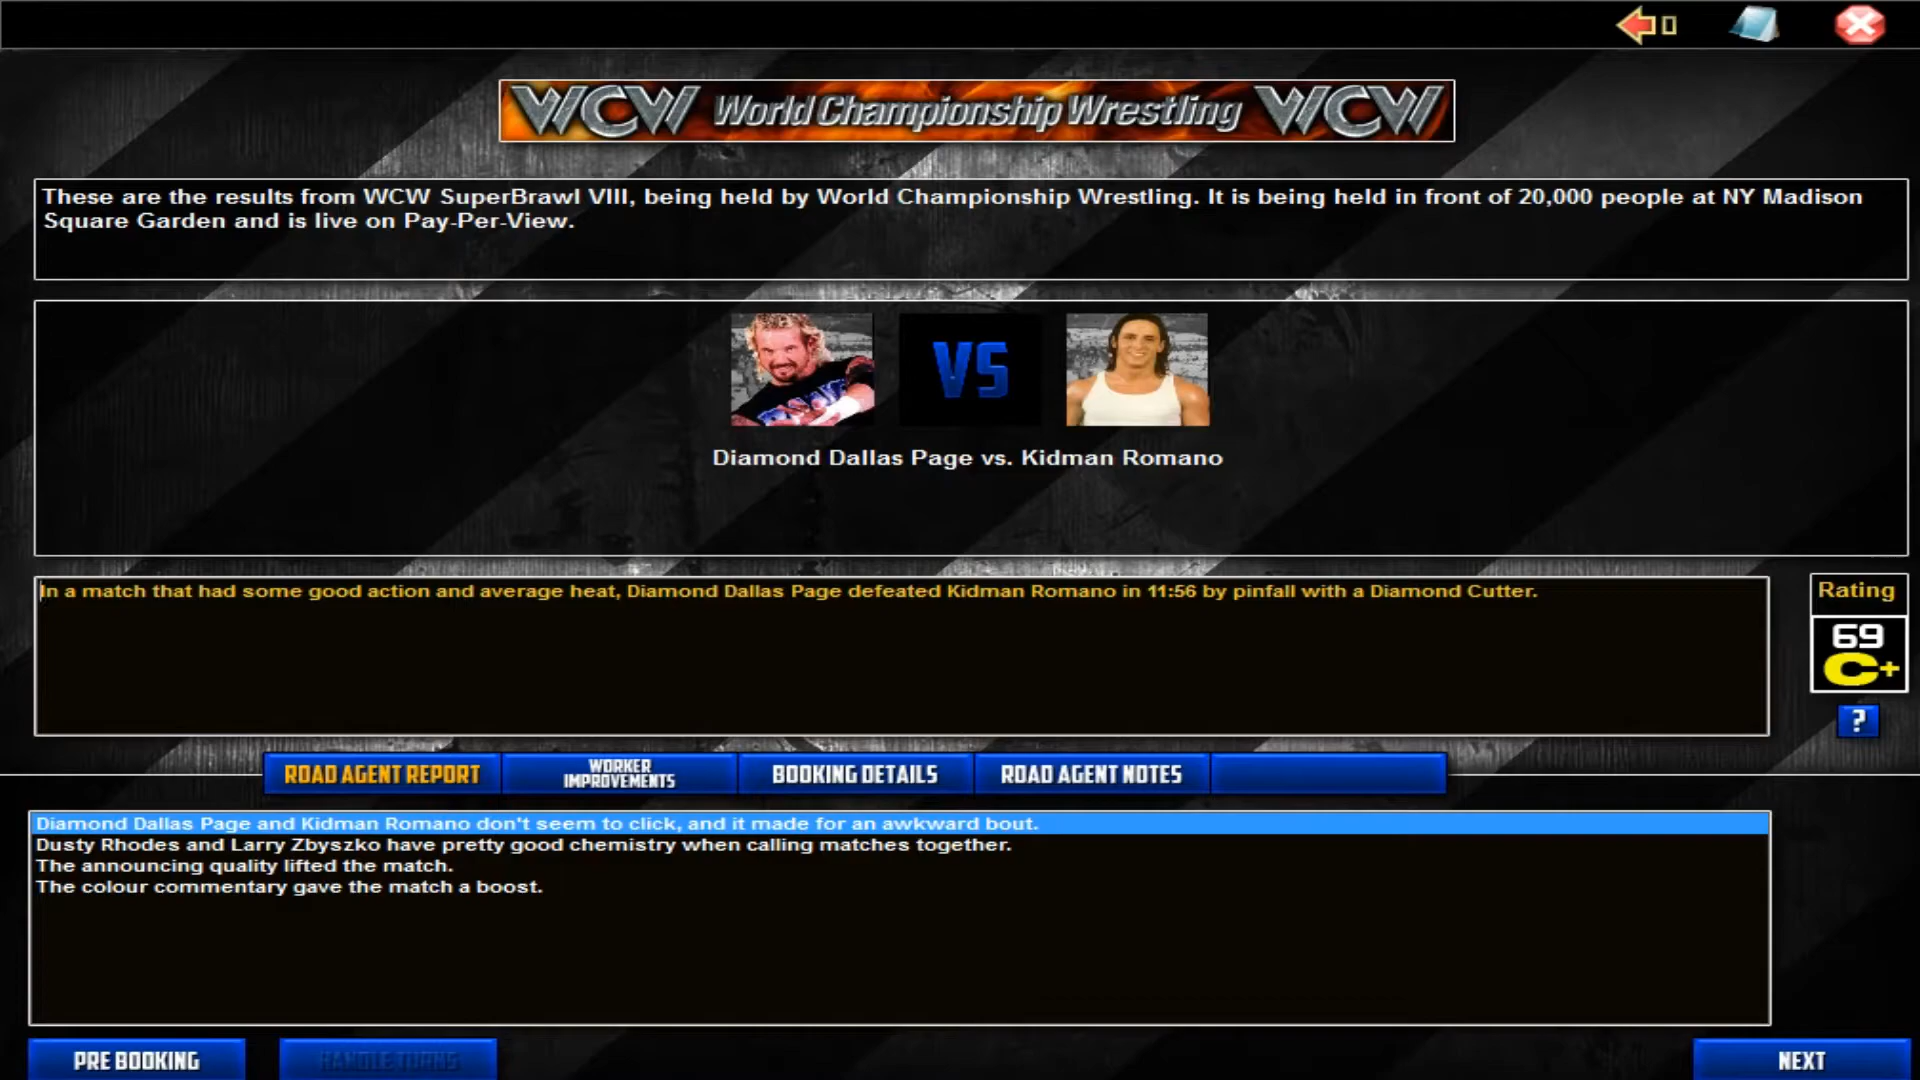 WCW World Championship Wrestling WCW
These are the results from WCW SuperBrawl VIII, being held by World Championship Wrestling. It is being held in front of 20,000 people at NY Madison
Square Garden and is live on Pay-Per-View.
VS
Diamond Dallas Page vs. Kidman Romano
In a match that had some good action and average heat, Diamond Dallas Page defeated Kidman Romano in 11:56 by pinfall with a Diamond Cutter.
Rating
69
C+
?
ROAD AGENT REPORT
WORKER
IMPROVEMENTS
BOOKING DETAILS
ROAD AGENT NOTES
Diamond Dallas Page and Kidman Romano don't seem to click, and it made for an awkward bout.
Dusty Rhodes and Larry Zbyszko have pretty good chemistry when calling matches together.
The announcing quality lifted the match.
The colour commentary gave the match a boost.
PRE BOOKING
HANDLE TURNS
NEXT